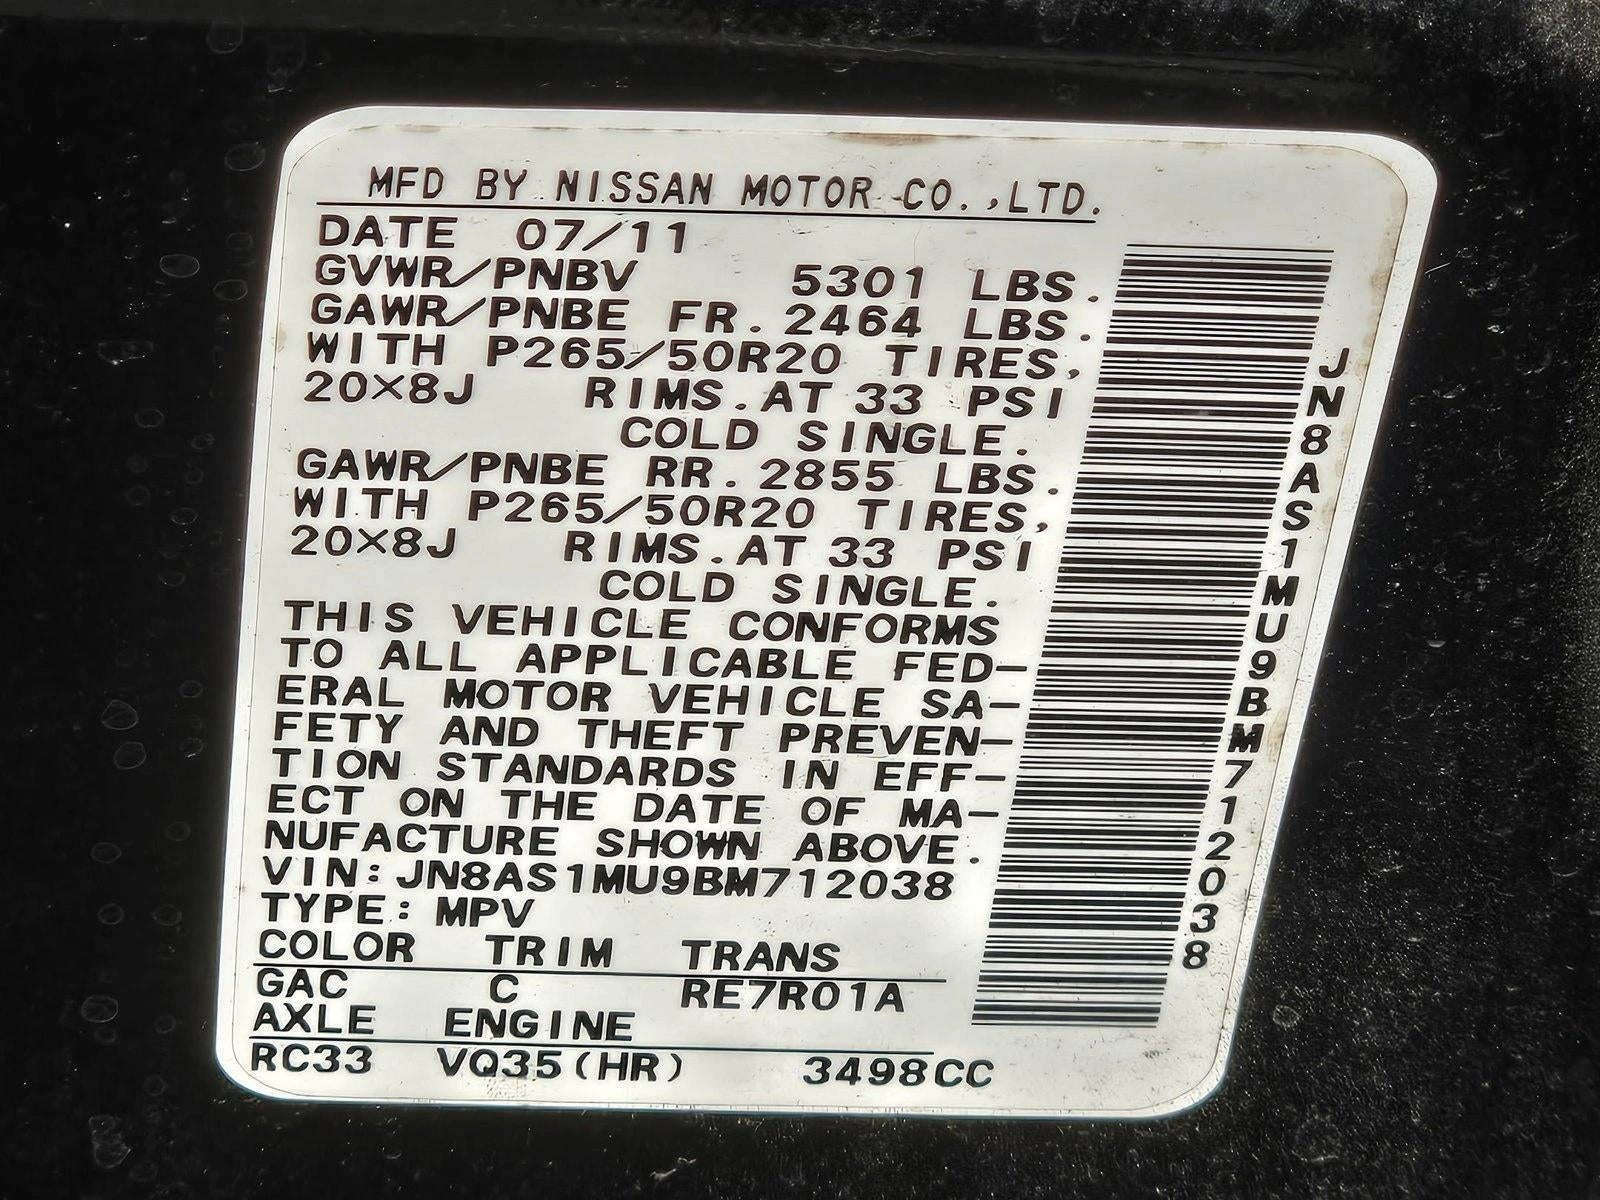 MFD BY NISSAN MOTOR CO.,LTD.
DATE 07/11
GVWR/PNBV 5301 LBS.
GAWR/PNBE FR. 2464 LBS.
WITH P265/50R20 TIRES,
20×8J RIMS.AT 33 PSI
COLD SINGLE.
GAWR/PNBE RR. 2855 LBS.
WITH P265/50R20 TIRES,
20×8J RIMS.AT 33 PSI
COLD SINGLE.
THIS VEHICLE CONFORMS
TO ALL APPLICABLE FED-
ERAL MOTOR VEHICLE SA-
FETY AND THEFT PREVEN-
TION STANDARDS IN EFF-
ECT ON THE DATE OF MA-
NUFACTURE SHOWN ABOVE.
VIN:JN8AS1MU9BM712038
TYPE: MPV
COLOR TRIM TRANS
GAC C RE7R01A
AXLE ENGINE
RC33 VQ35(HR) 3498CC
JN8AS1MU9BM712038